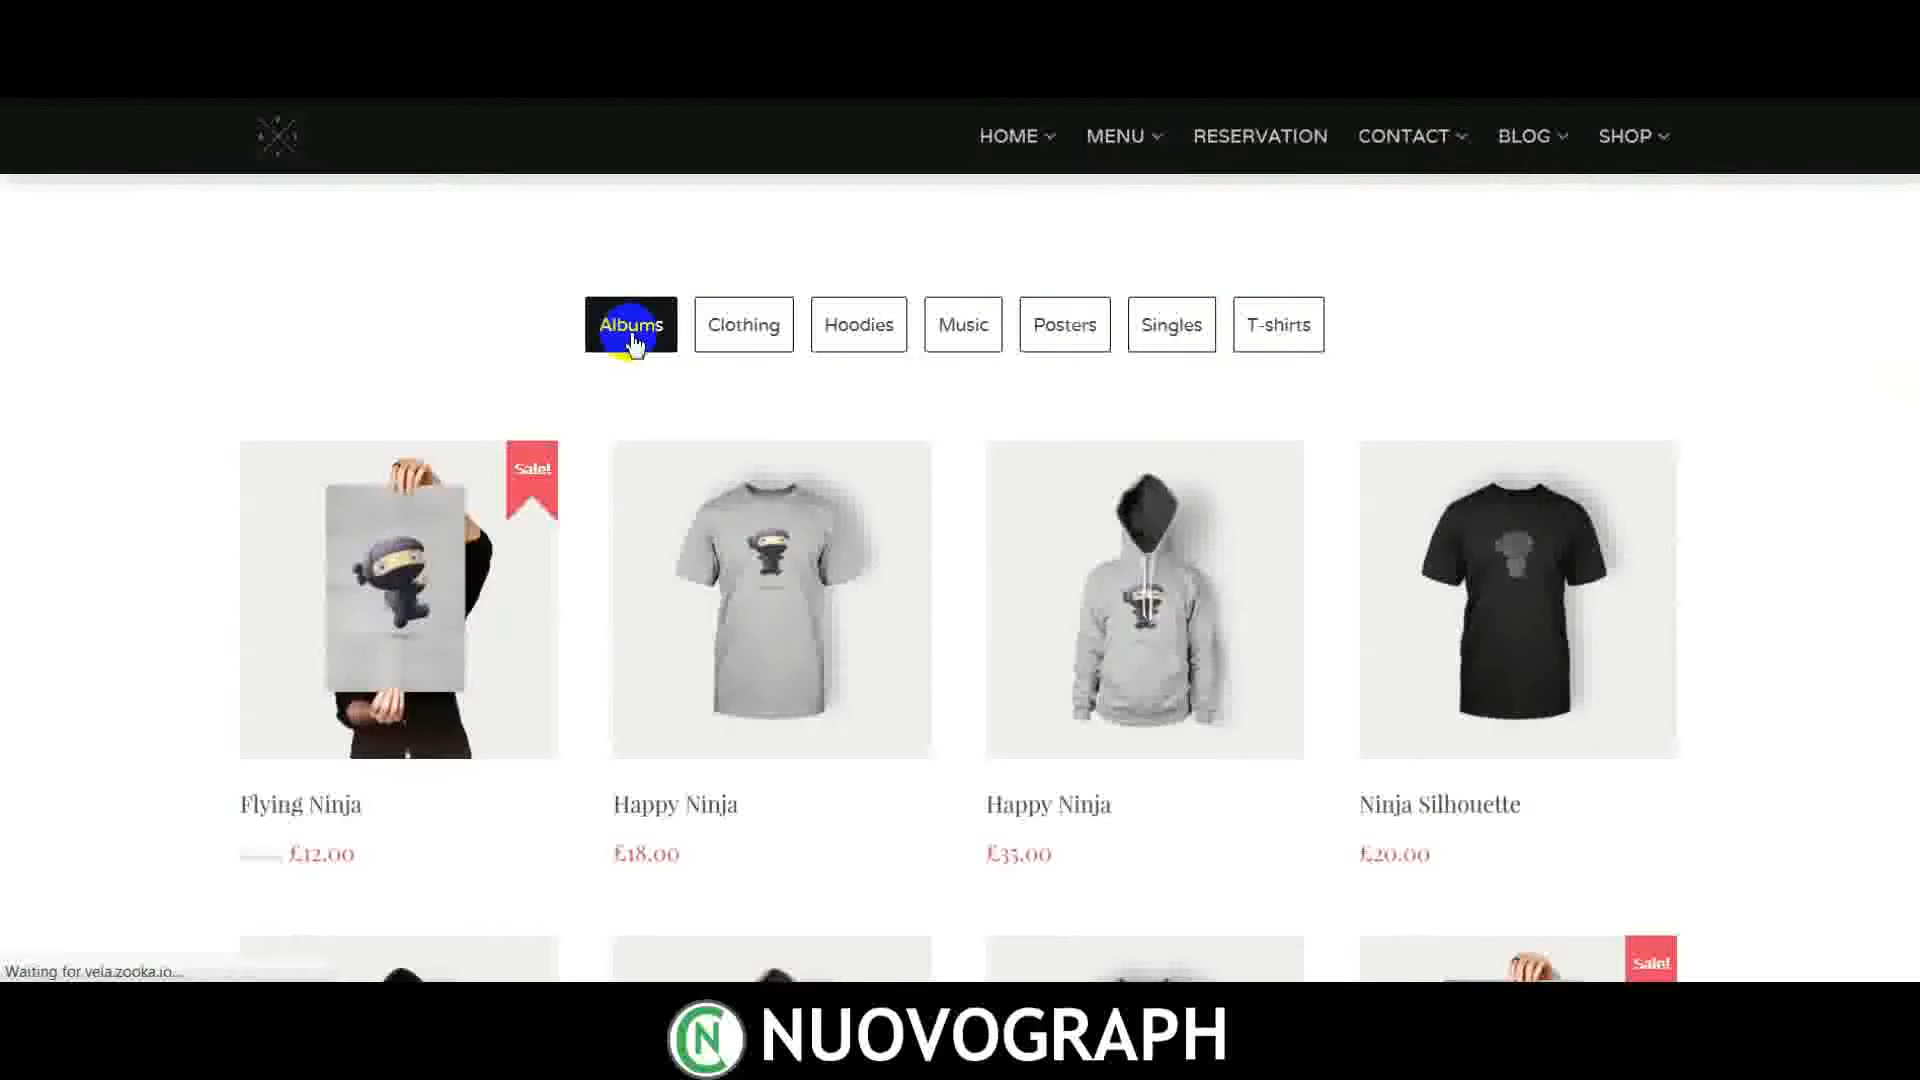 HOME MENU RESERVATION CONTACT BLOG SHOP
Albums Clothing Hoodies Music Posters Singles T-shirts
Sale!
Flying Ninja Happy Ninja Happy Ninja Ninja Silhouette
£12.00 £18.00 £35.00 £20.00
Sale!
Waiting for vela.zooka.io...
NUOVOGRAPH